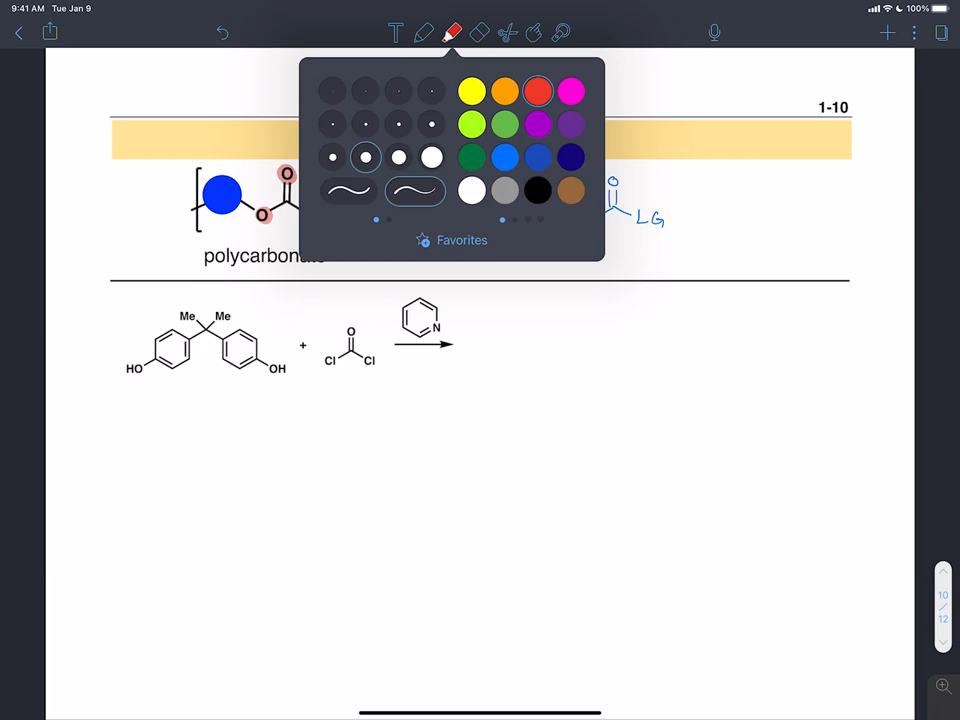 9:41 AM Tue Jan 9
100%
T
1-10
O
O
O
LG
Favorites
polycarbonate
Me Me
HO
OH
+
O
Cl Cl
N
10
/
12